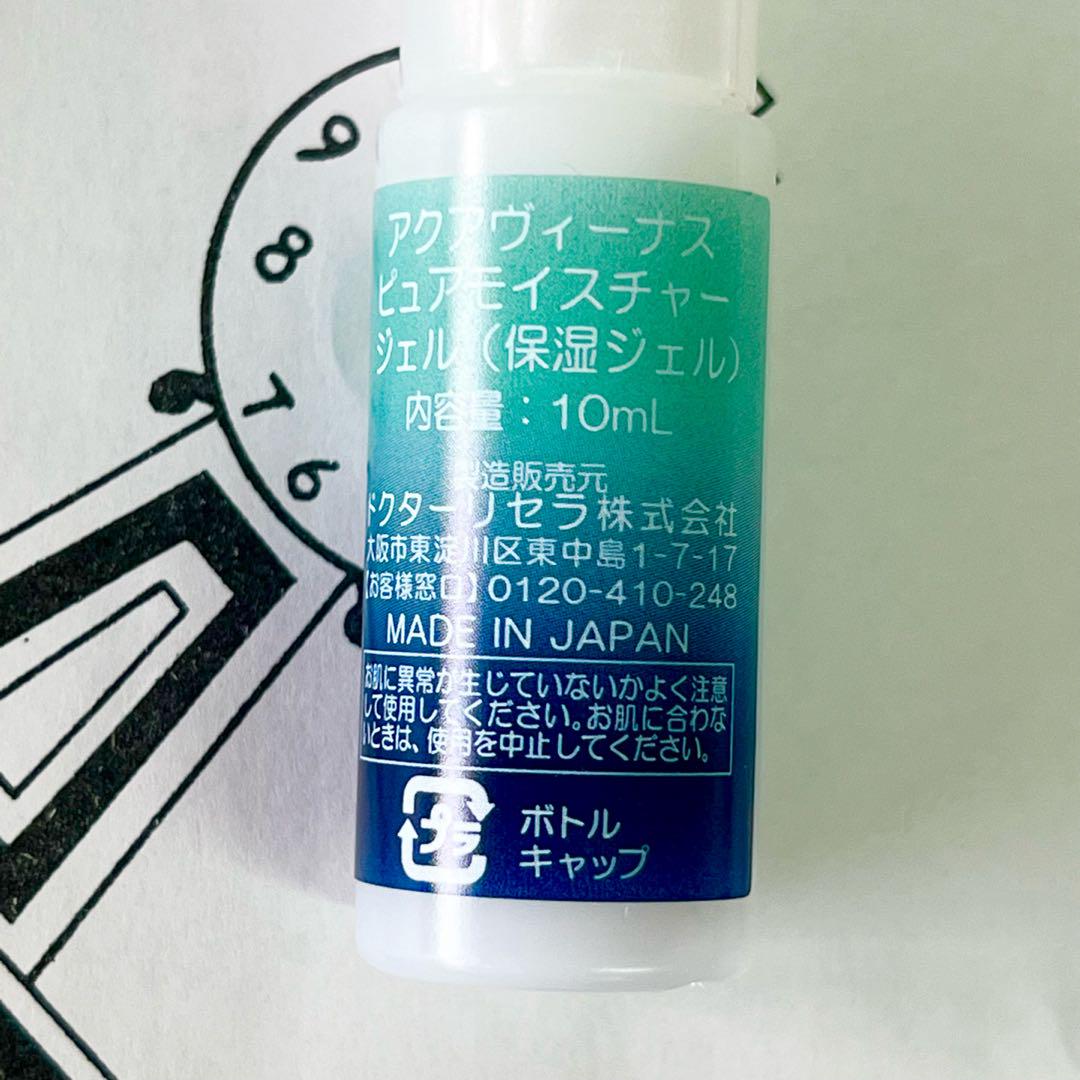 アクアヴィーナス
ピュアモイスチャー
ジェル(保湿ジェル)
内容量:10mL
製造販売元
ドクターリセラ株式会社
大阪市東淀川区東中島1-7-17
【お客様窓口】0120-410-248
MADE IN JAPAN
お肌に異常が生じていないかよく注意
して使用してください。お肌に合わな
いときは、使用を中止してください。
プラ
ボトル
キャップ
9
8
7
6